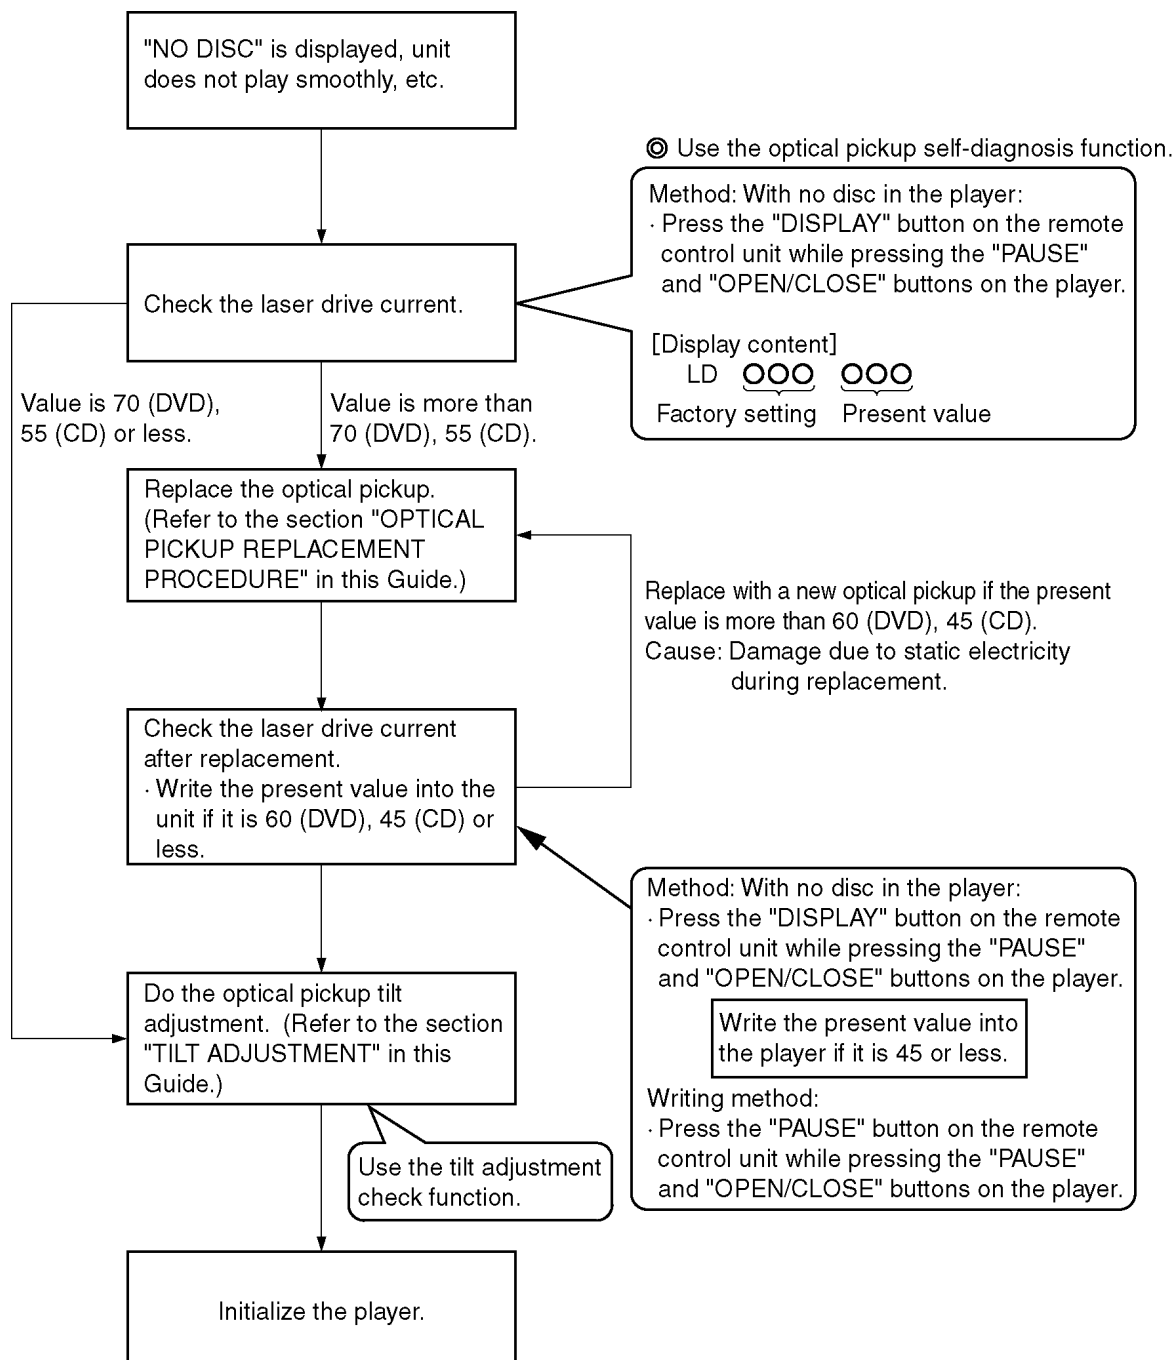 "NO DISC" is displayed, unit
does not play smoothly, etc.
◎ Use the optical pickup self-diagnosis function.
Method: With no disc in the player:
· Press the "DISPLAY" button on the remote
control unit while pressing the "PAUSE"
and "OPEN/CLOSE" buttons on the player.
[Display content]
LD OOO OOO
Factory setting Present value
Check the laser drive current.
Value is 70 (DVD),
55 (CD) or less.
Value is more than
70 (DVD), 55 (CD).
Replace the optical pickup.
(Refer to the section "OPTICAL
PICKUP REPLACEMENT
PROCEDURE" in this Guide.)
Replace with a new optical pickup if the present
value is more than 60 (DVD), 45 (CD).
Cause: Damage due to static electricity
during replacement.
Check the laser drive current
after replacement.
· Write the present value into the
unit if it is 60 (DVD), 45 (CD) or
less.
Method: With no disc in the player:
· Press the "DISPLAY" button on the remote
control unit while pressing the "PAUSE"
and "OPEN/CLOSE" buttons on the player.
Write the present value into
the player if it is 45 or less.
Writing method:
· Press the "PAUSE" button on the remote
control unit while pressing the "PAUSE"
and "OPEN/CLOSE" buttons on the player.
Do the optical pickup tilt
adjustment. (Refer to the section
"TILT ADJUSTMENT" in this
Guide.)
Use the tilt adjustment
check function.
Initialize the player.